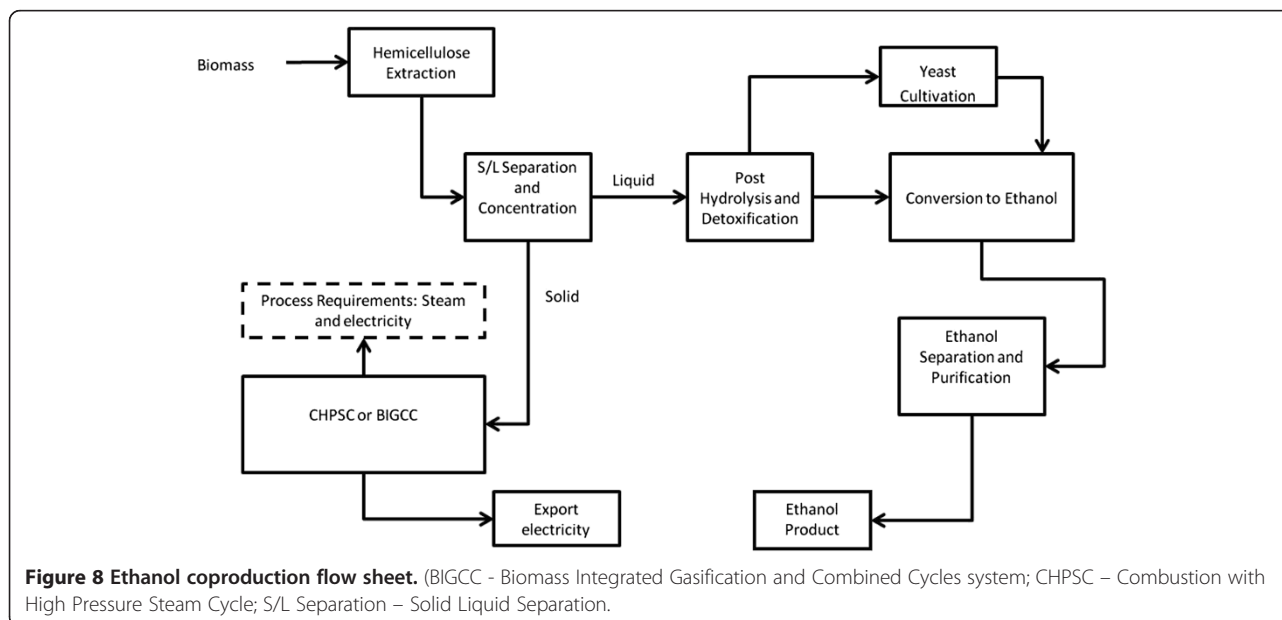 Biomass
Hemicellulose
Extraction
Yeast
Cultivation
S/L Separation
and
Concentration
Liquid
Post
Hydrolysis and
Detoxification
Conversion to Ethanol
Solid
Process Requirements: Steam
and electricity
Ethanol
Separation and
Purification
CHPSC or BIGCC
Export
electricity
Ethanol
Product
Figure 8 Ethanol coproduction flow sheet. (BIGCC - Biomass Integrated Gasification and Combined Cycles system; CHPSC – Combustion with
High Pressure Steam Cycle; S/L Separation – Solid Liquid Separation.